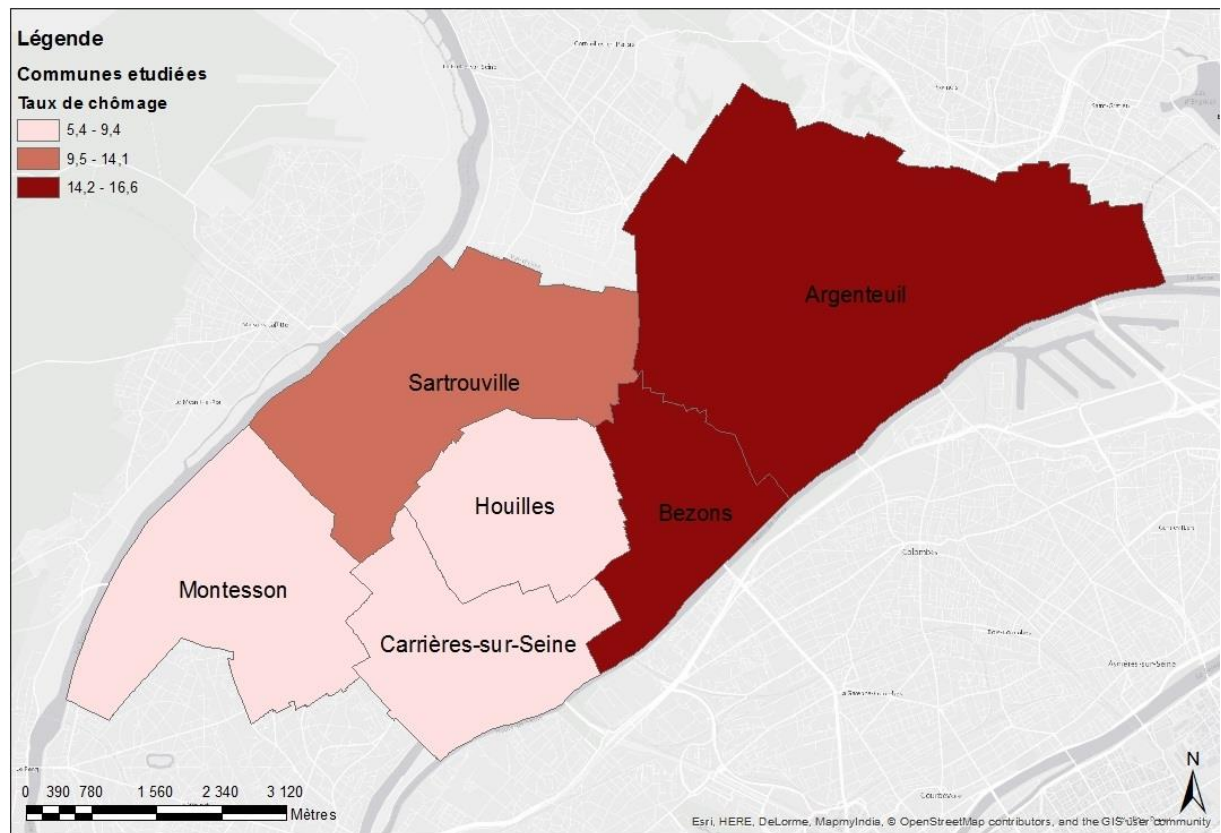 Légende
Communes etudiées
Taux de chômage
5,4 - 9,4
9,5 - 14,1
14,2 - 16,6
Argenteuil
Sartrouville
Houilles
Bezons
Montesson
Carrières-sur-Seine
Colombes
Courbevoie
N
0 390 780 1 560 2 340 3 120
Mètres
Esri, HERE, DeLorme, MapmyIndia, © OpenStreetMap contributors, and the GIS user community